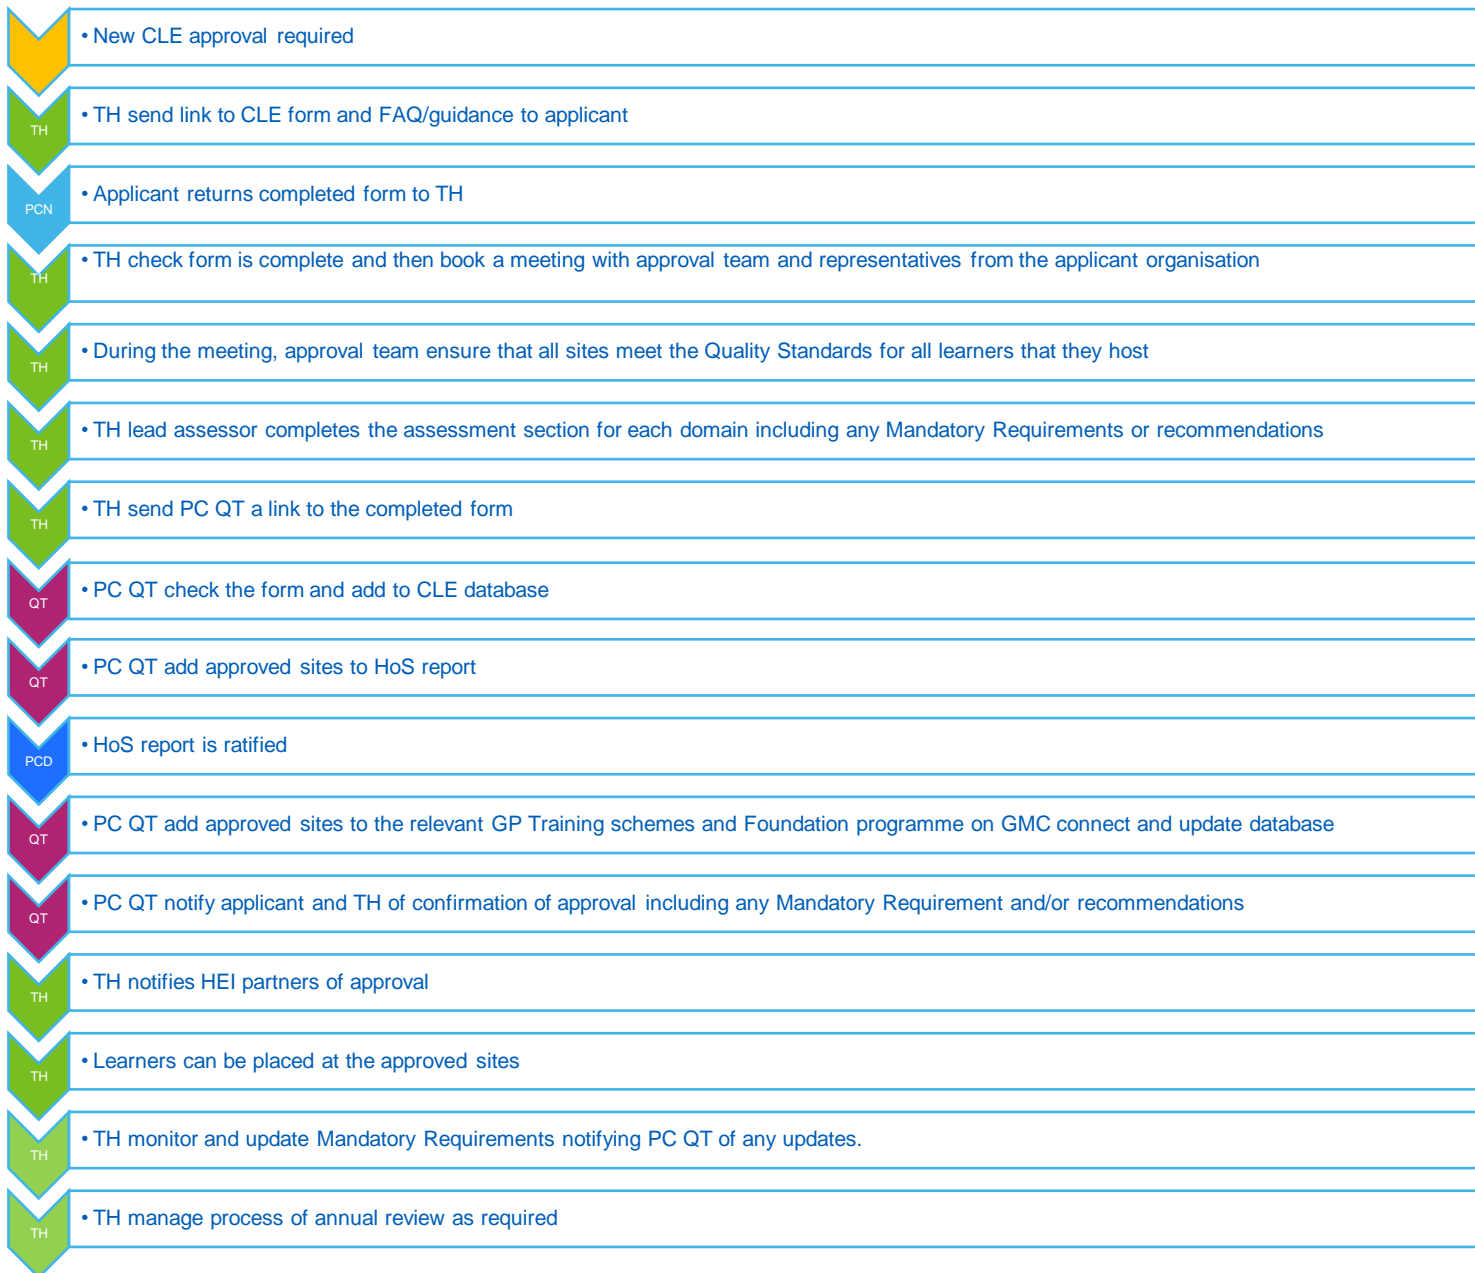 • New CLE approval required
TH
• TH send link to CLE form and FAQ/guidance to applicant
PCN
• Applicant returns completed form to TH
TH
• TH check form is complete and then book a meeting with approval team and representatives from the applicant organisation
TH
• During the meeting, approval team ensure that all sites meet the Quality Standards for all learners that they host
TH
• TH lead assessor completes the assessment section for each domain including any Mandatory Requirements or recommendations
TH
• TH send PC QT a link to the completed form
QT
• PC QT check the form and add to CLE database
QT
• PC QT add approved sites to HoS report
PCD
• HoS report is ratified
QT
• PC QT add approved sites to the relevant GP Training schemes and Foundation programme on GMC connect and update database
QT
• PC QT notify applicant and TH of confirmation of approval including any Mandatory Requirement and/or recommendations
TH
• TH notifies HEI partners of approval
TH
• Learners can be placed at the approved sites
TH
• TH monitor and update Mandatory Requirements notifying PC QT of any updates.
TH
• TH manage process of annual review as required